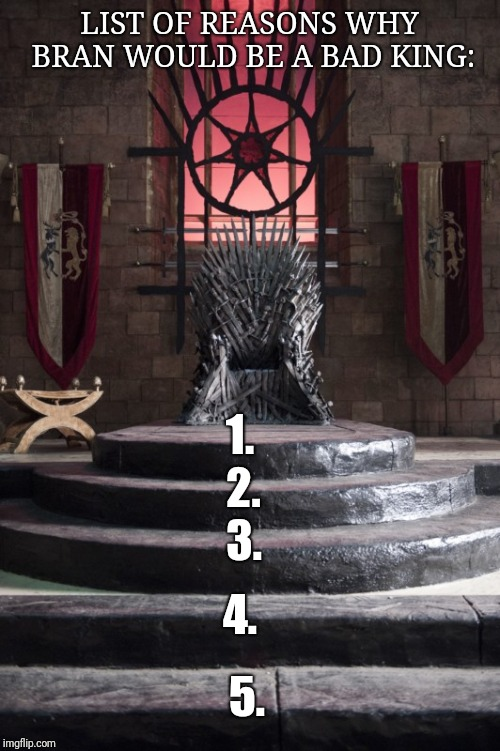 LIST OF REASONS WHY
BRAN WOULD BE A BAD KING:
1.
2.
3.
4.
5.
imgflip.com